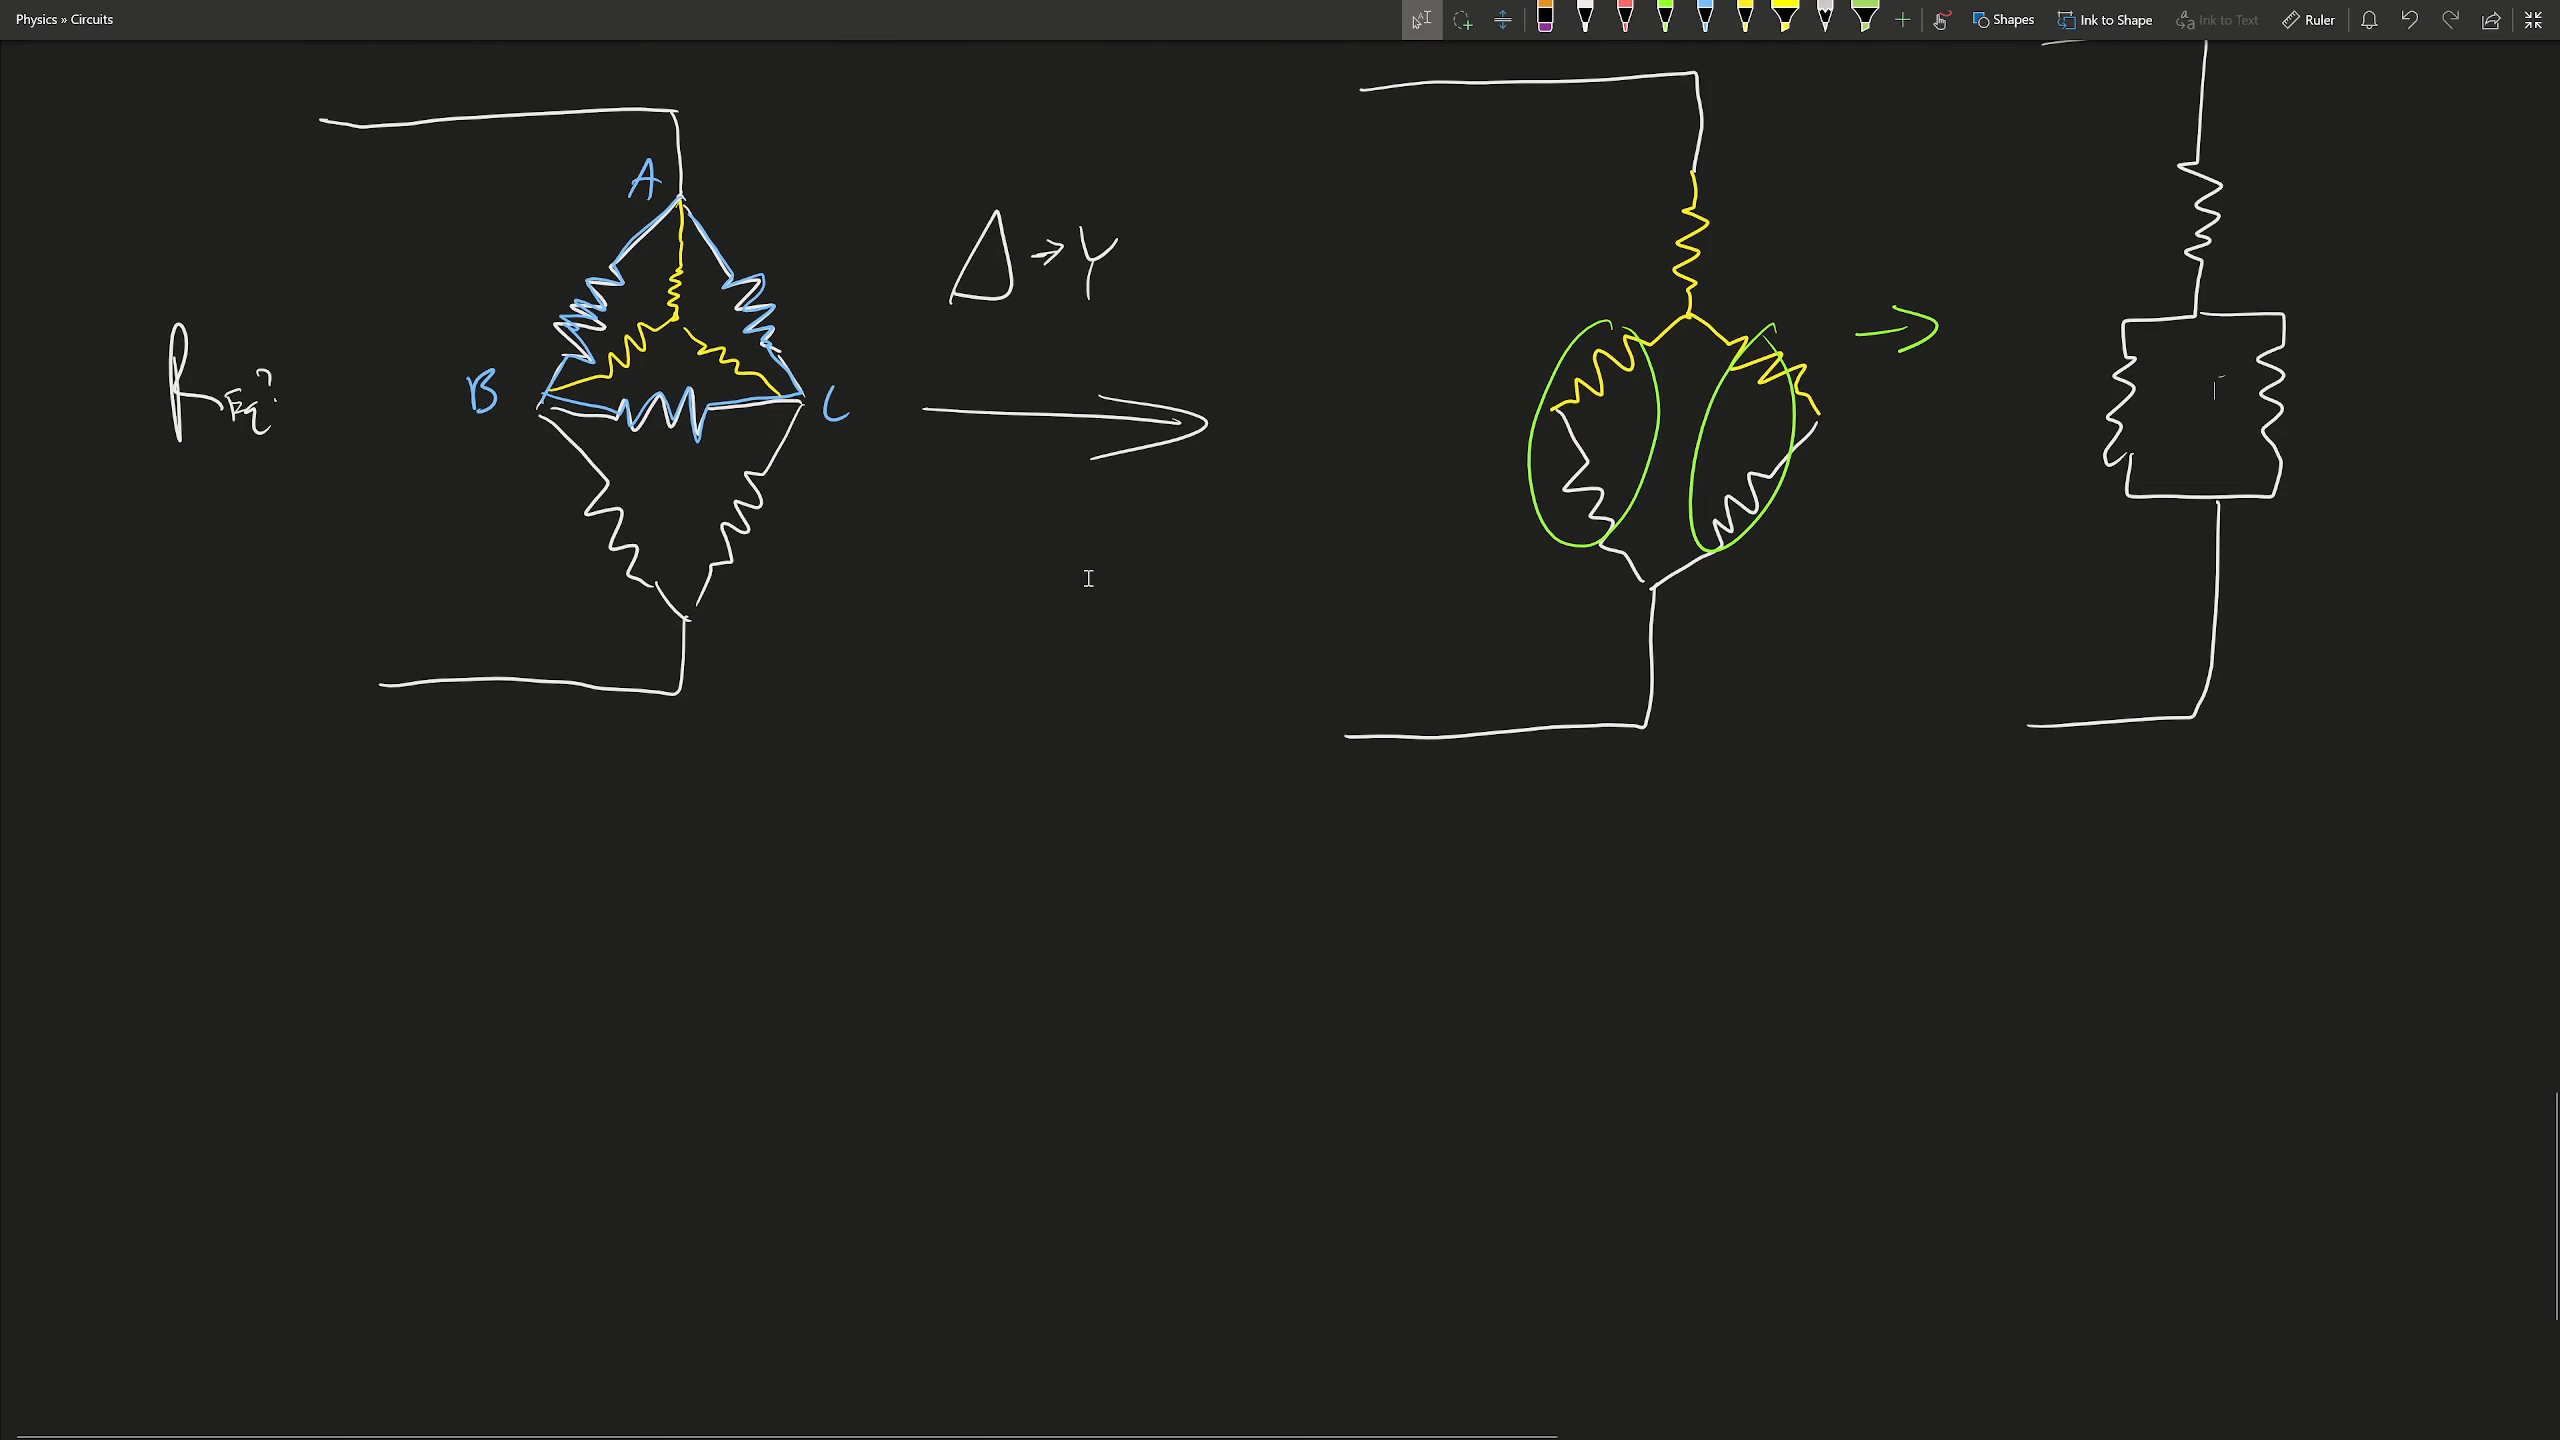 Physics » Circuits
Shapes
Ink to Shape
Ink to Text
Ruler
A
Δ → Y
R_Eq?
B
C